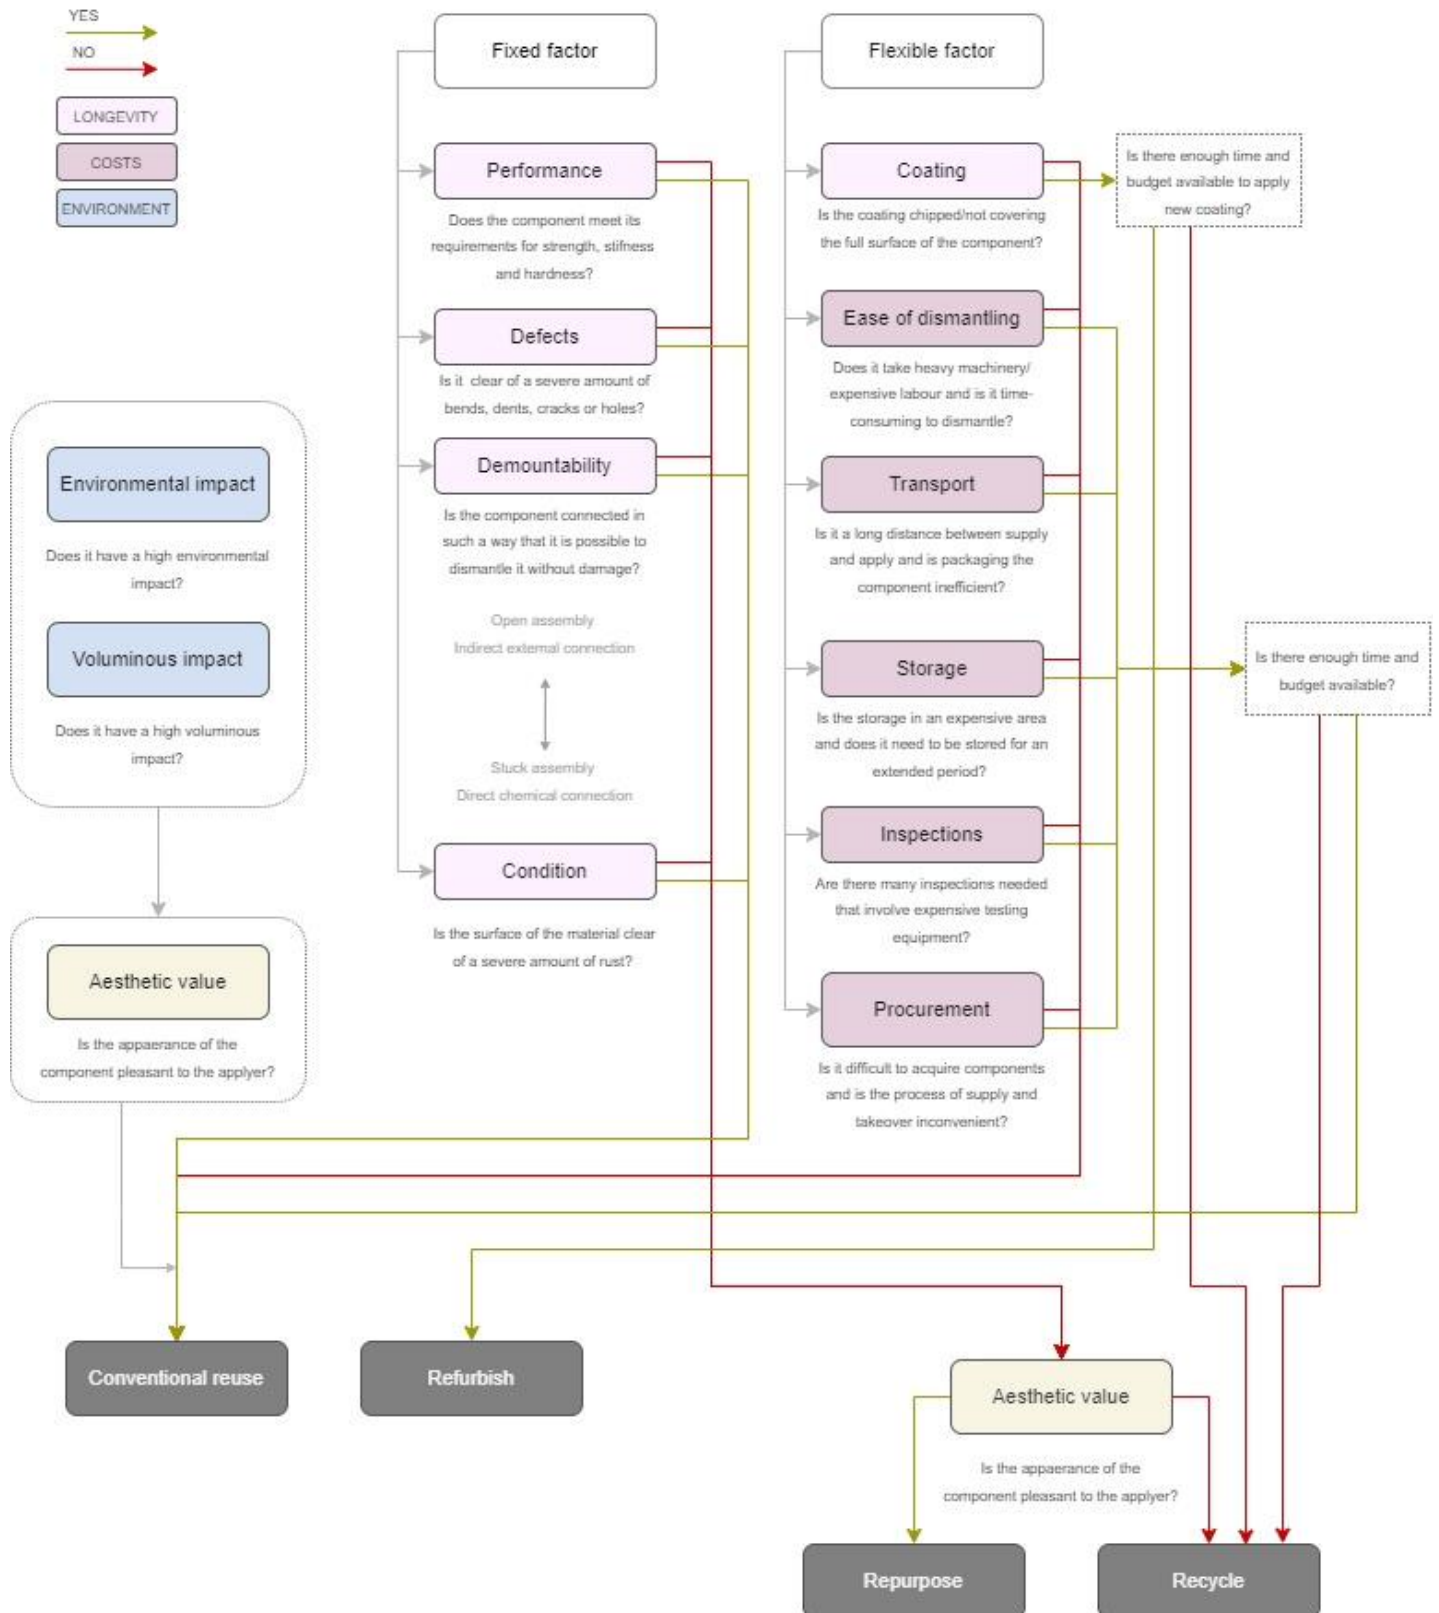 YES
NO
LONGEVITY
COSTS
ENVIRONMENT
Environmental impact
Does it have a high environmental
impact?
Voluminous impact
Does it have a high voluminous
impact?
Aesthetic value
Is the appaerance of the
component pleasant to the applyer?
Fixed factor
Performance
Does the component meet its
requirements for strength, stifness
and hardness?
Defects
Is it clear of a severe amount of
bends, dents, cracks or holes?
Demountability
Is the component connected in
such a way that it is possible to
dismantle it without damage?
Open assembly
Indirect external connection
Stuck assembly
Direct chemical connection
Condition
Is the surface of the material clear
of a severe amount of rust?
Flexible factor
Coating
Is the coating chipped/not covering
the full surface of the component?
Ease of dismantling
Does it take heavy machinery/
expensive labour and is it time-
consuming to dismantle?
Transport
Is it a long distance between supply
and apply and is packaging the
component inefficient?
Storage
Is the storage in an expensive area
and does it need to be stored for an
extended period?
Inspections
Are there many inspections needed
that involve expensive testing
equipment?
Procurement
Is it difficult to acquire components
and is the process of supply and
takeover inconvenient?
Is there enough time and
budget available to apply
new coating?
Is there enough time and
budget available?
Conventional reuse
Refurbish
Aesthetic value
Is the appaerance of the
component pleasant to the applyer?
Repurpose
Recycle